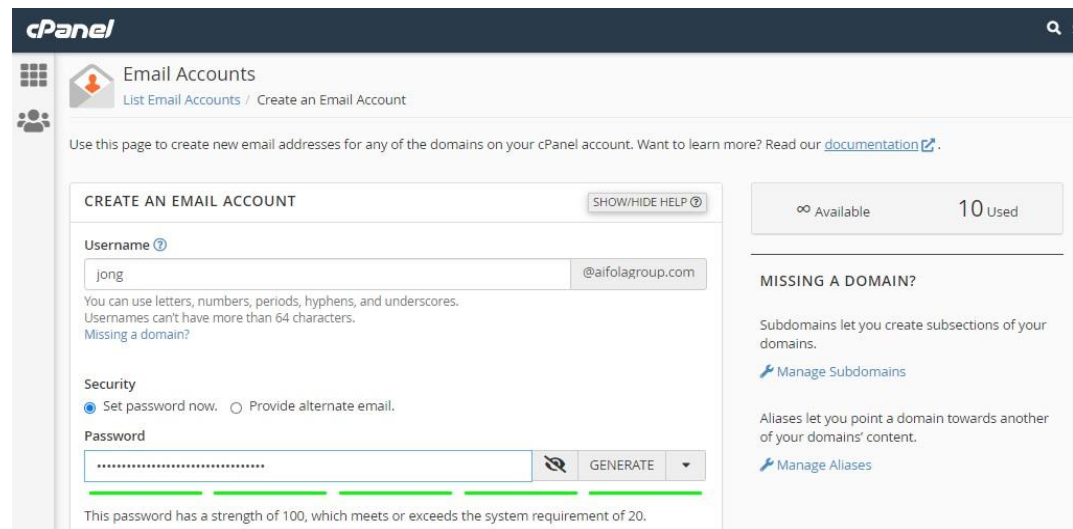 cPanel
Email Accounts
List Email Accounts / Create an Email Account
Use this page to create new email addresses for any of the domains on your cPanel account. Want to learn more? Read our documentation.
CREATE AN EMAIL ACCOUNT
SHOW/HIDE HELP
Username
jong
@aifolagroup.com
You can use letters, numbers, periods, hyphens, and underscores.
Usernames can't have more than 64 characters.
Missing a domain?
Security
Set password now. Provide alternate email.
Password
GENERATE
This password has a strength of 100, which meets or exceeds the system requirement of 20.
∞ Available 10 Used
MISSING A DOMAIN?
Subdomains let you create subsections of your
domains.
Manage Subdomains
Aliases let you point a domain towards another
of your domains' content.
Manage Aliases